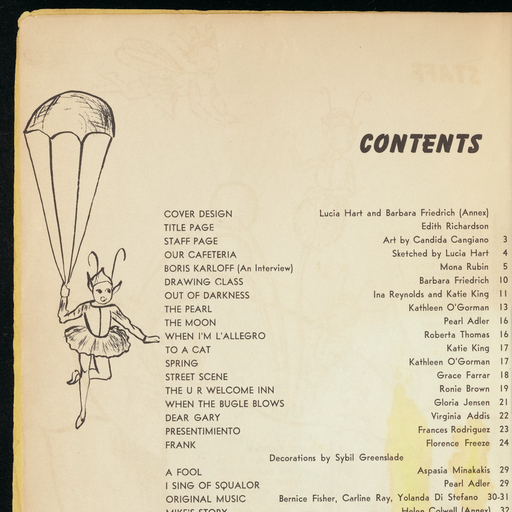 CONTENTS
COVER DESIGN Lucia Hart and Barbara Friedrich (Annex)
TITLE PAGE Edith Richardson
STAFF PAGE Art by Candida Cangiano 3
OUR CAFETERIA Sketched by Lucia Hart 4
BORIS KARLOFF (An Interview) Mona Rubin 5
DRAWING CLASS Barbara Friedrich 10
OUT OF DARKNESS Ina Reynolds and Katie King 11
THE PEARL Kathleen O'Gorman 13
THE MOON Pearl Adler 16
WHEN I'M L'ALLEGRO Roberta Thomas 16
TO A CAT Katie King 17
SPRING Kathleen O'Gorman 17
STREET SCENE Grace Farrar 18
THE U R WELCOME INN Ronie Brown 19
WHEN THE BUGLE BLOWS Gloria Jensen 21
DEAR GARY Virginia Addis 22
PRESENTIMIENTO Frances Rodriguez 23
FRANK Florence Freeze 24
Decorations by Sybil Greenslade
A FOOL Aspasia Minakakis 29
I SING OF SQUALOR Pearl Adler 29
ORIGINAL MUSIC Bernice Fisher, Carline Ray, Yolanda Di Stefano 30-31
MIKE'S STORY Helen Colwell (Annex) 32